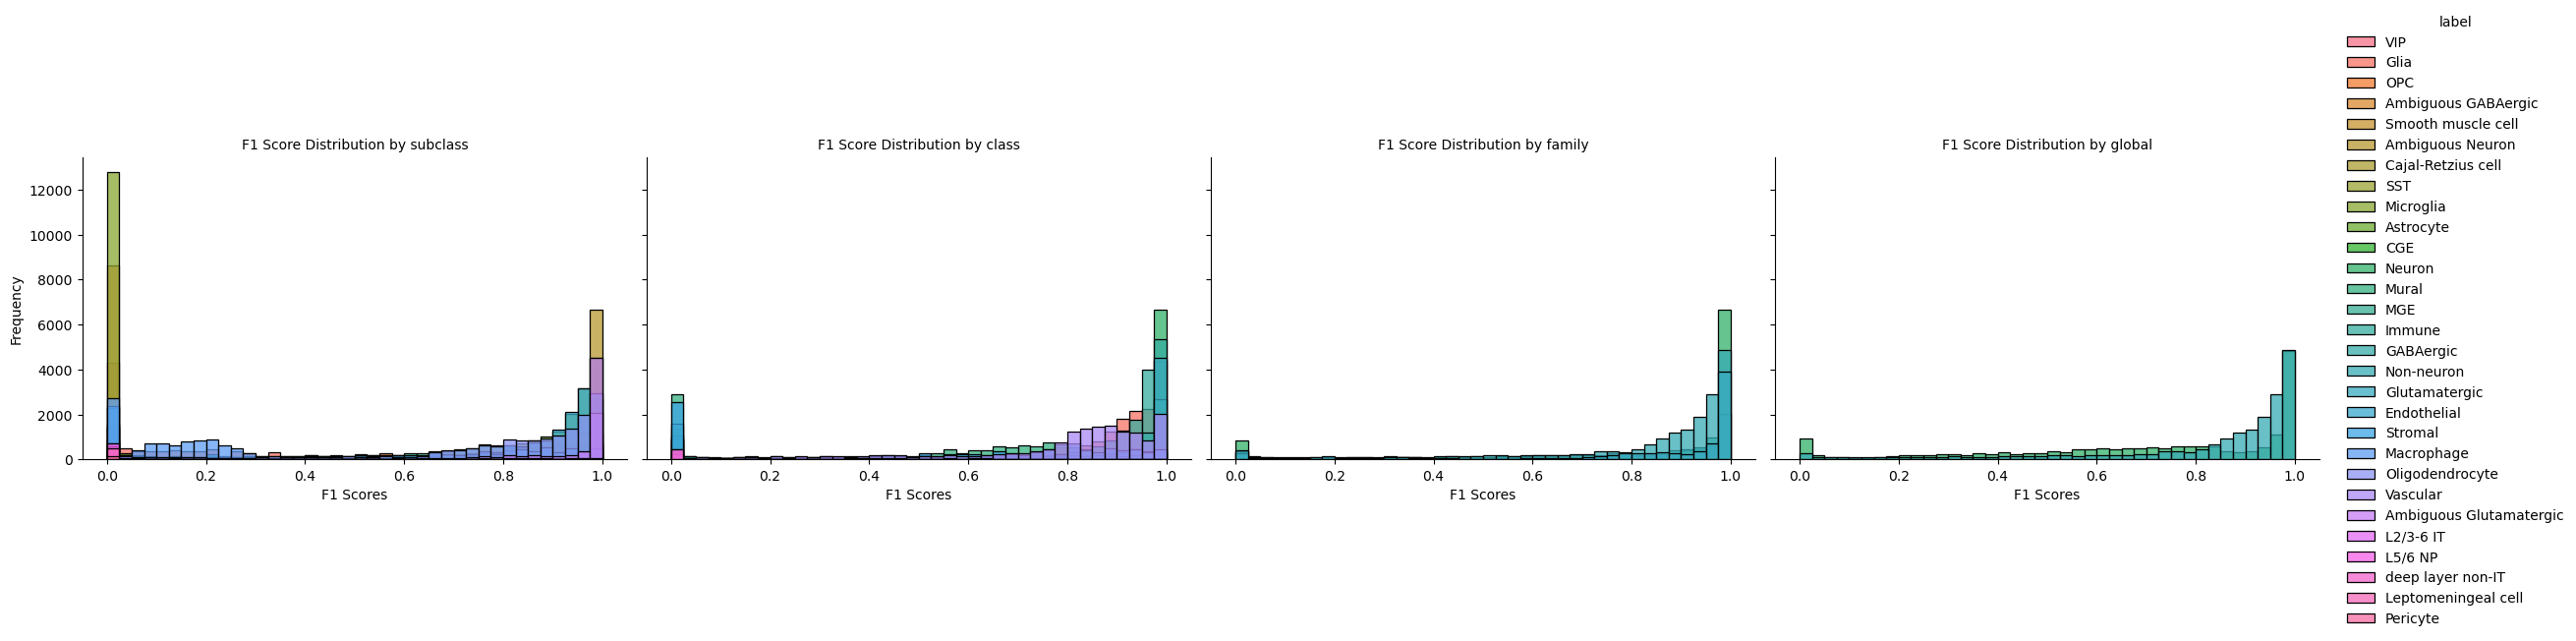 label
VIP
Glia
OPC
Ambiguous GABAergic
Smooth muscle cell
Ambiguous Neuron
Cajal-Retzius cell
SST
Microglia
Astrocyte
CGE
Neuron
Mural
MGE
Immune
GABAergic
Non-neuron
Glutamatergic
Endothelial
Stromal
Macrophage
Oligodendrocyte
Vascular
Ambiguous Glutamatergic
L2/3-6 IT
L5/6 NP
deep layer non-IT
Leptomeningeal cell
Pericyte
F1 Score Distribution by subclass
F1 Score Distribution by class
F1 Score Distribution by family
F1 Score Distribution by global
Frequency
12000
10000
8000
6000
4000
2000
0
0.0 0.2 0.4 0.6 0.8 1.0
F1 Scores
0.0 0.2 0.4 0.6 0.8 1.0
F1 Scores
0.0 0.2 0.4 0.6 0.8 1.0
F1 Scores
0.0 0.2 0.4 0.6 0.8 1.0
F1 Scores